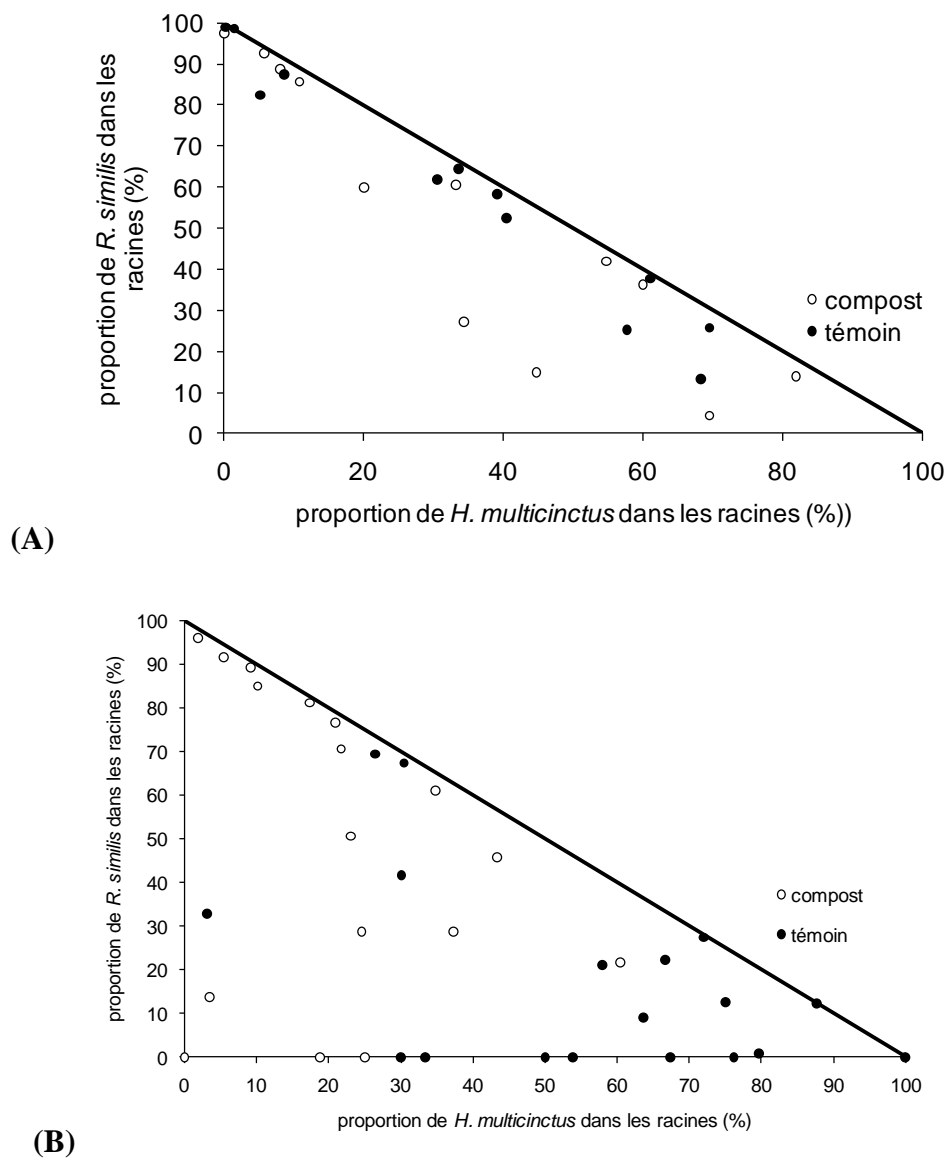 100
90
80
70
60
50
40
30
20
10
0
proportion de R. similis dans les
racines (%)
compost
témoin
0 20 40 60 80 100
proportion de H. multicinctus dans les racines (%))
(A)
100
90
80
70
60
50
40
30
20
10
0
proportion de R. similis dans les racines (%)
compost
témoin
0 10 20 30 40 50 60 70 80 90 100
proportion de H. multicinctus dans les racines (%)
(B)